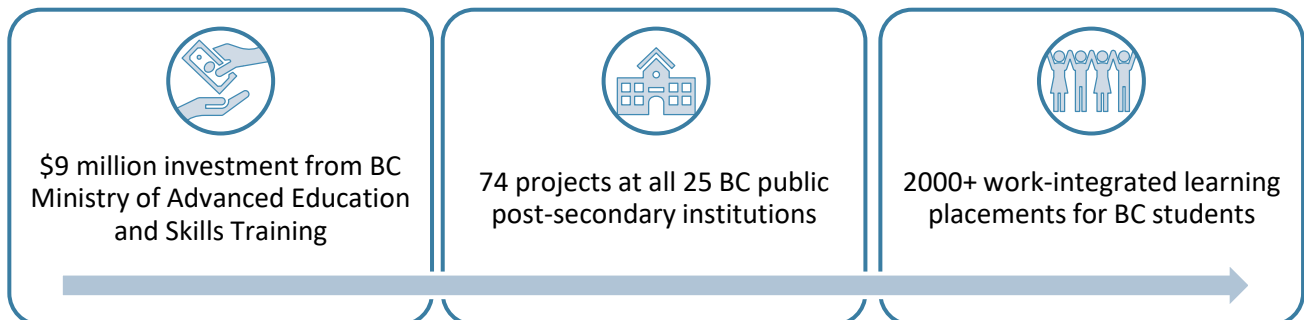 $9 million investment from BC
Ministry of Advanced Education
and Skills Training
74 projects at all 25 BC public
post-secondary institutions
2000+ work-integrated learning
placements for BC students